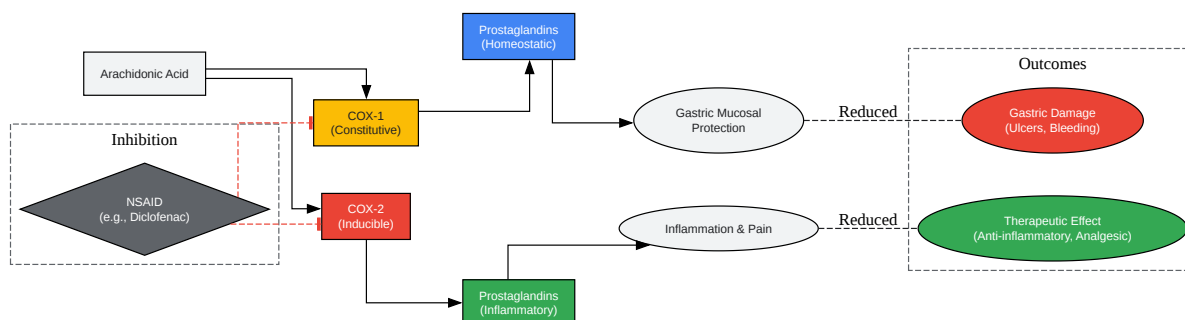 Prostaglandins
(Homeostatic)
Outcomes
Arachidonic Acid
COX-1
(Constitutive)
Gastric Mucosal
Protection
Reduced
Gastric Damage
(Ulcers, Bleeding)
Inhibition
NSAID
(e.g., Diclofenac)
COX-2
(Inducible)
Inflammation & Pain
Reduced
Therapeutic Effect
(Anti-inflammatory, Analgesic)
Prostaglandins
(Inflammatory)